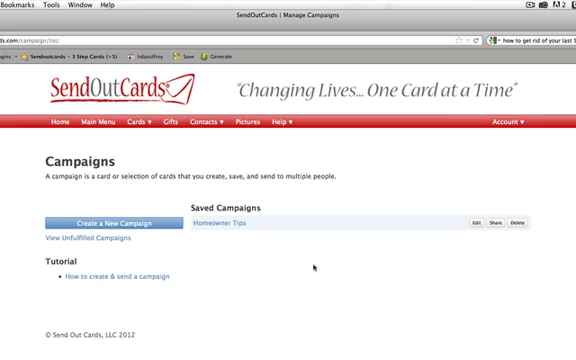 Bookmarks Tools Window Help
2
SendOutCards | Manage Campaigns
ds.com/campaign/list/
how to get rid of your last S
gins Sendoutcards – 3 Step Cards (+5) hdavidfrey Save Generate
SendOutCards "Changing Lives... One Card at a Time"
Home Main Menu Cards Gifts Contacts Pictures Help Account
Campaigns
A campaign is a card or selection of cards that you create, save, and send to multiple people.
Saved Campaigns
Create a New Campaign Homeowner Tips Edit Share Delete
View Unfulfilled Campaigns
Tutorial
• How to create & send a campaign
© Send Out Cards, LLC 2012